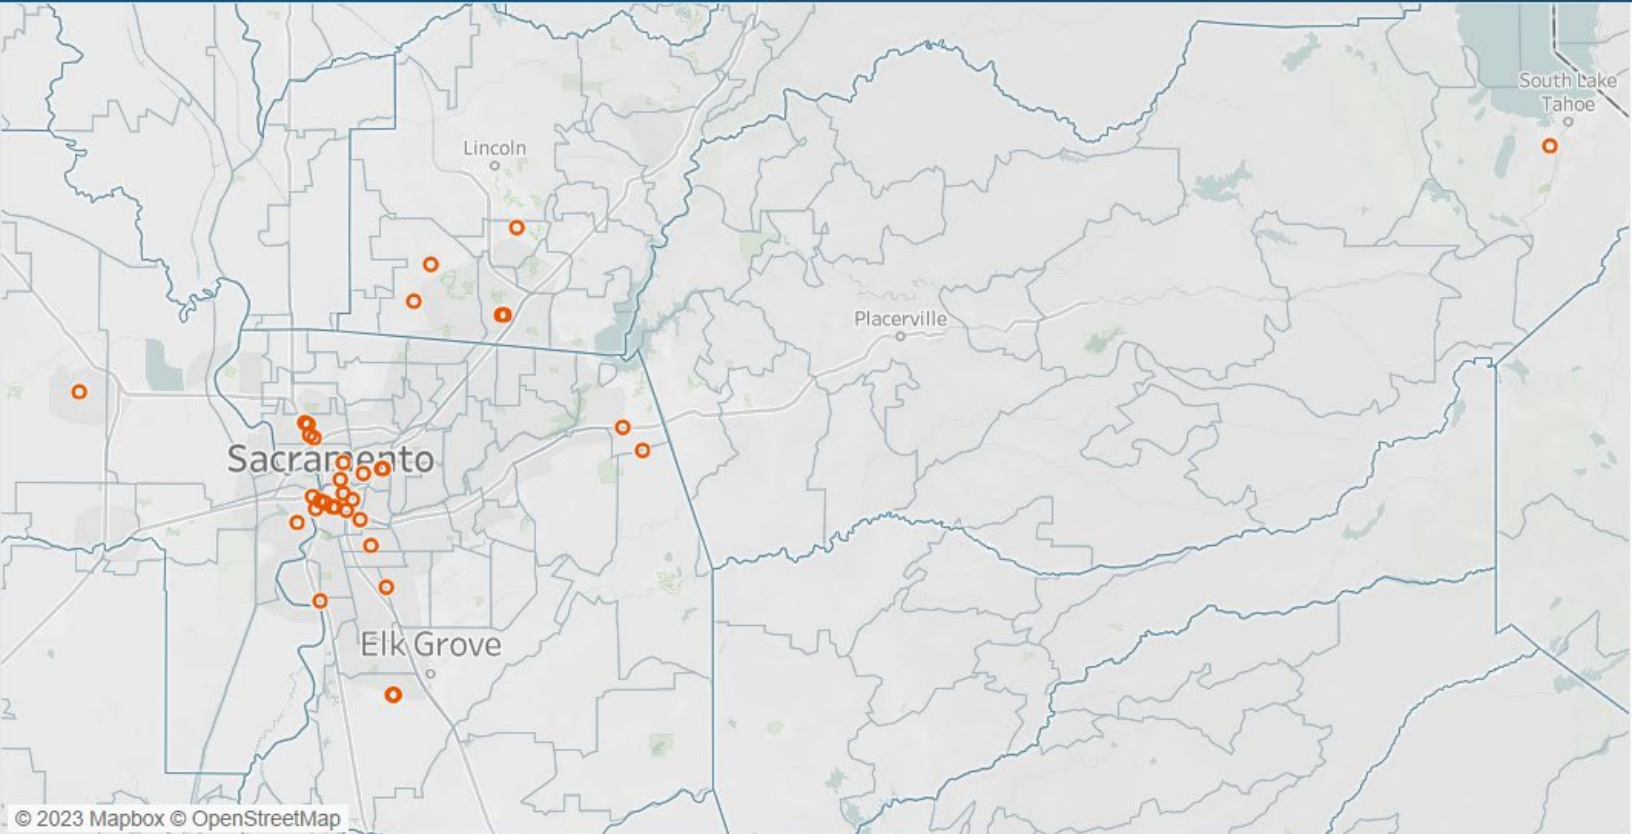 South Lake
Tahoe
Lincoln
Placerville
Sacramento
Elk Grove
© 2023 Mapbox © OpenStreetMap